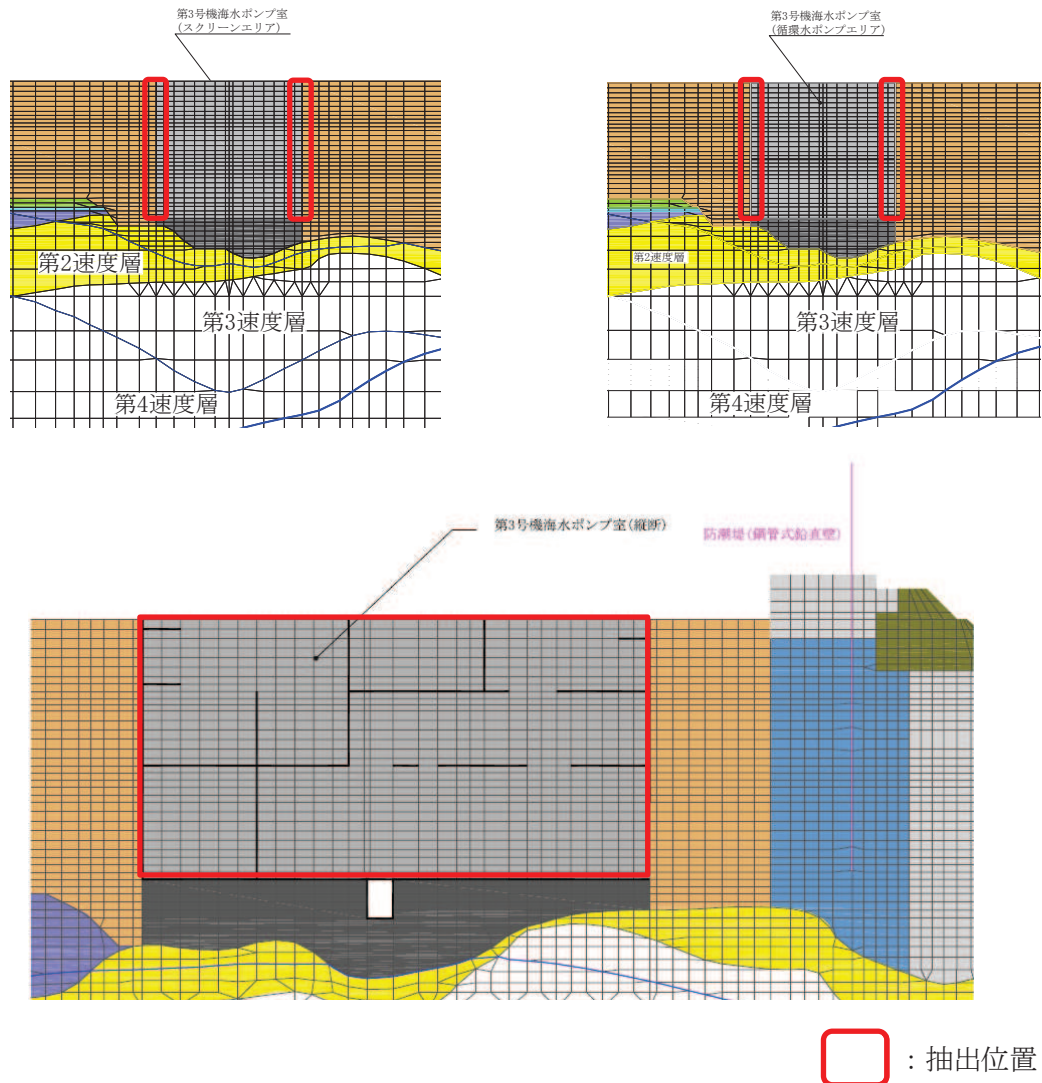 第3号機海水ポンプ室
(スクリーンエリア)
第3号機海水ポンプ室
(循環水ポンプエリア)
第2速度層
第3速度層
第4速度層
第2速度層
第3速度層
第4速度層
第3号機海水ポンプ室(縦断)
防潮堤(鋼管式鉛直壁)
：抽出位置